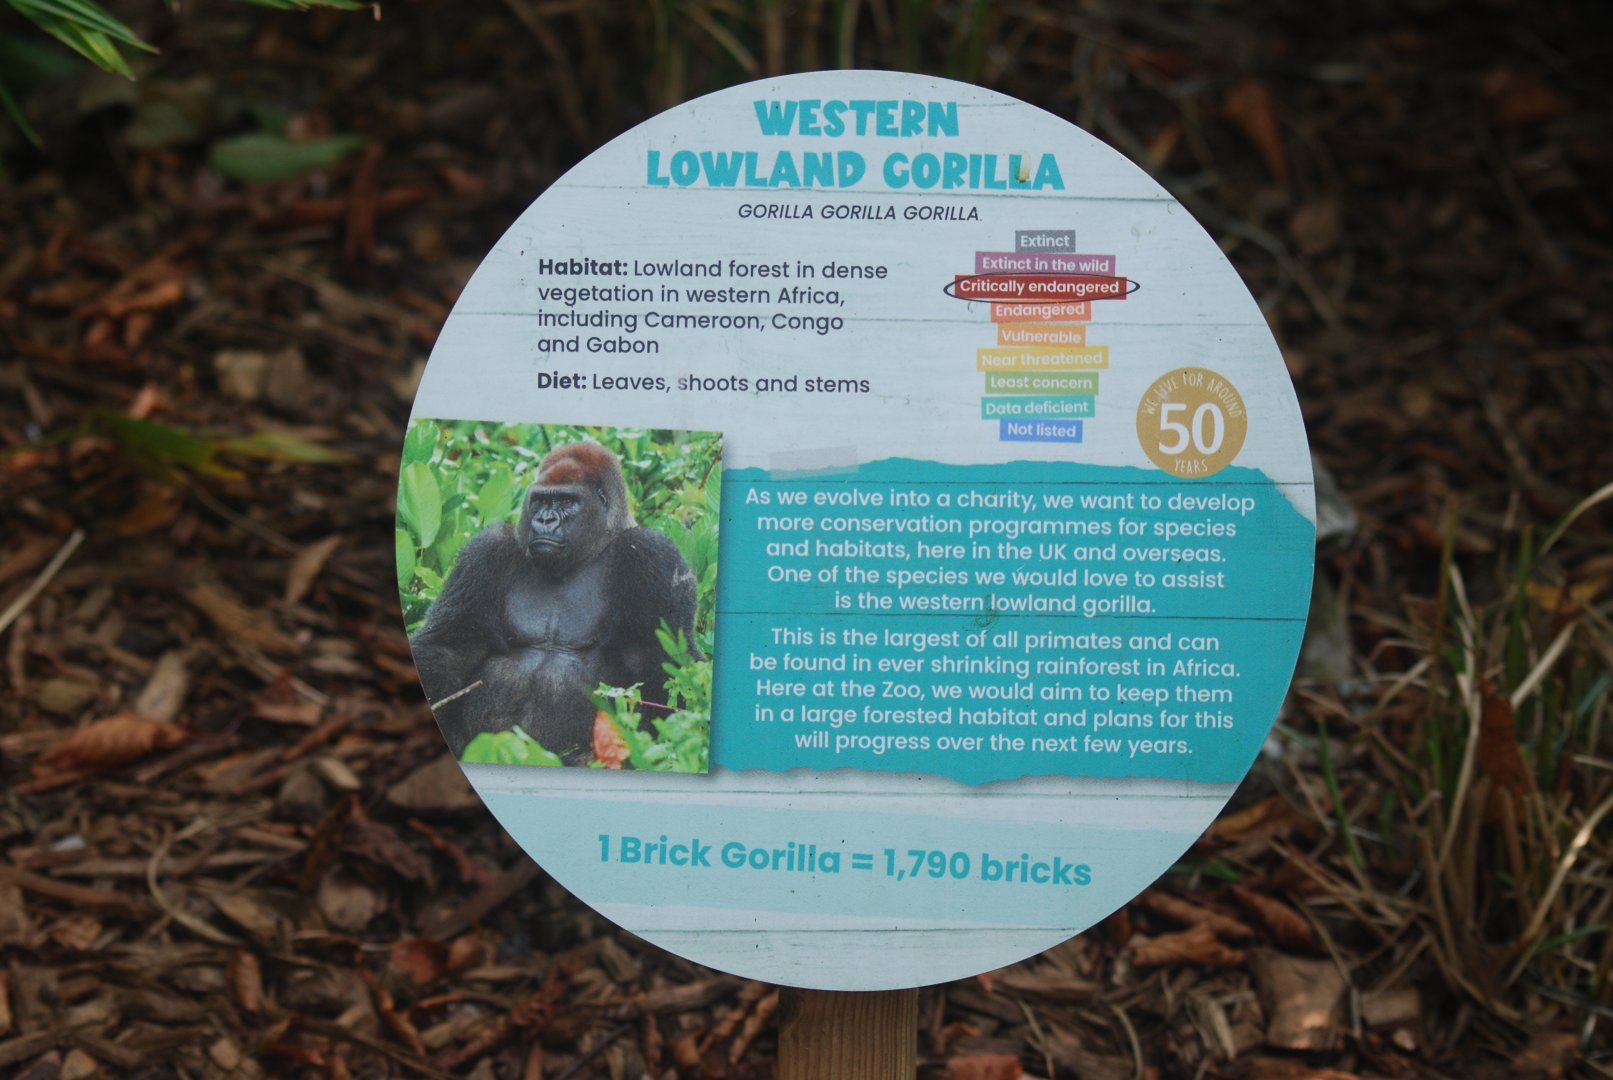 WESTERN
LOWLAND GORILLA
GORILLA GORILLA GORILLA.
Habitat: Lowland forest in dense
vegetation in western Africa,
including Cameroon, Congo
and Gabon
Diet: Leaves, shoots and stems
Extinct
Extinct in the wild
Critically endangered
Endangered
Vulnerable
Near threatened
Least concern
Data deficient
Not listed
WE LIVE FOR AROUND
50
YEARS
As we evolve into a charity, we want to develop
more conservation programmes for species
and habitats, here in the UK and overseas.
One of the species we would love to assist
is the western lowland gorilla.
This is the largest of all primates and can
be found in ever shrinking rainforest in Africa.
Here at the Zoo, we would aim to keep them
in a large forested habitat and plans for this
will progress over the next few years.
1 Brick Gorilla = 1,790 bricks